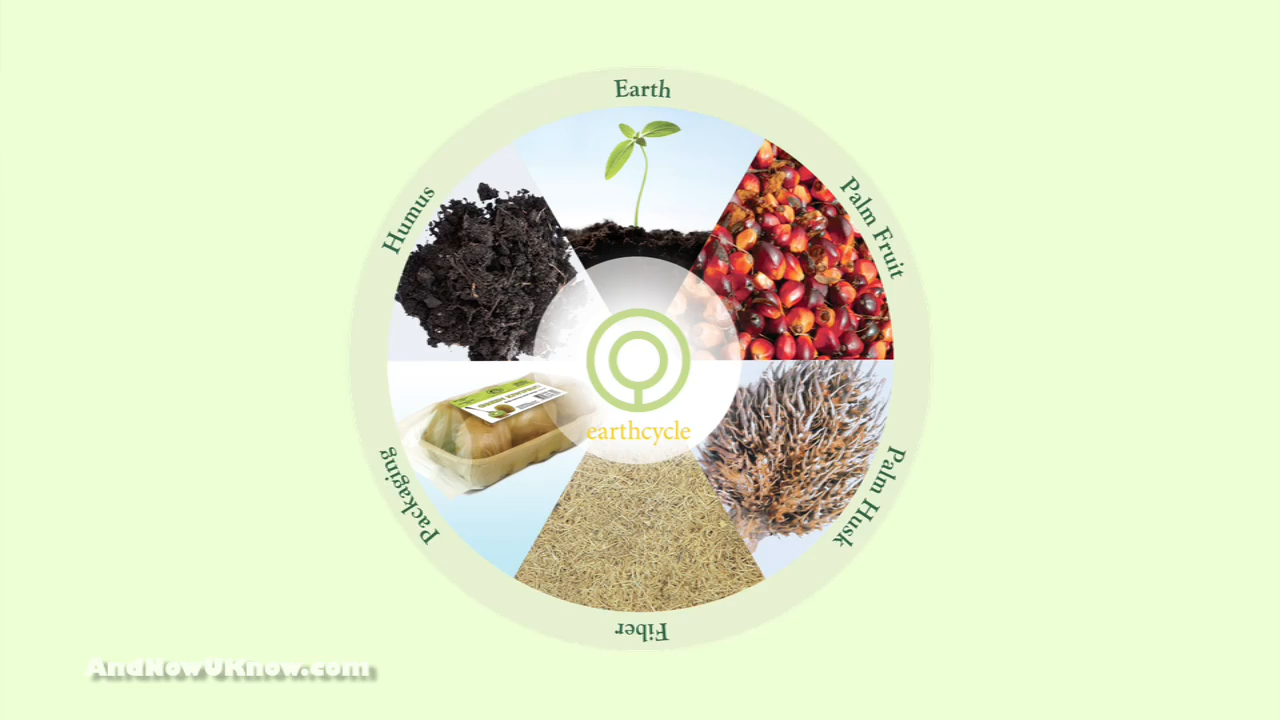 Earth
Palm Fruit
Palm Husk
Fiber
Packaging
Humus
earthcycle
AndNowUKnow.com